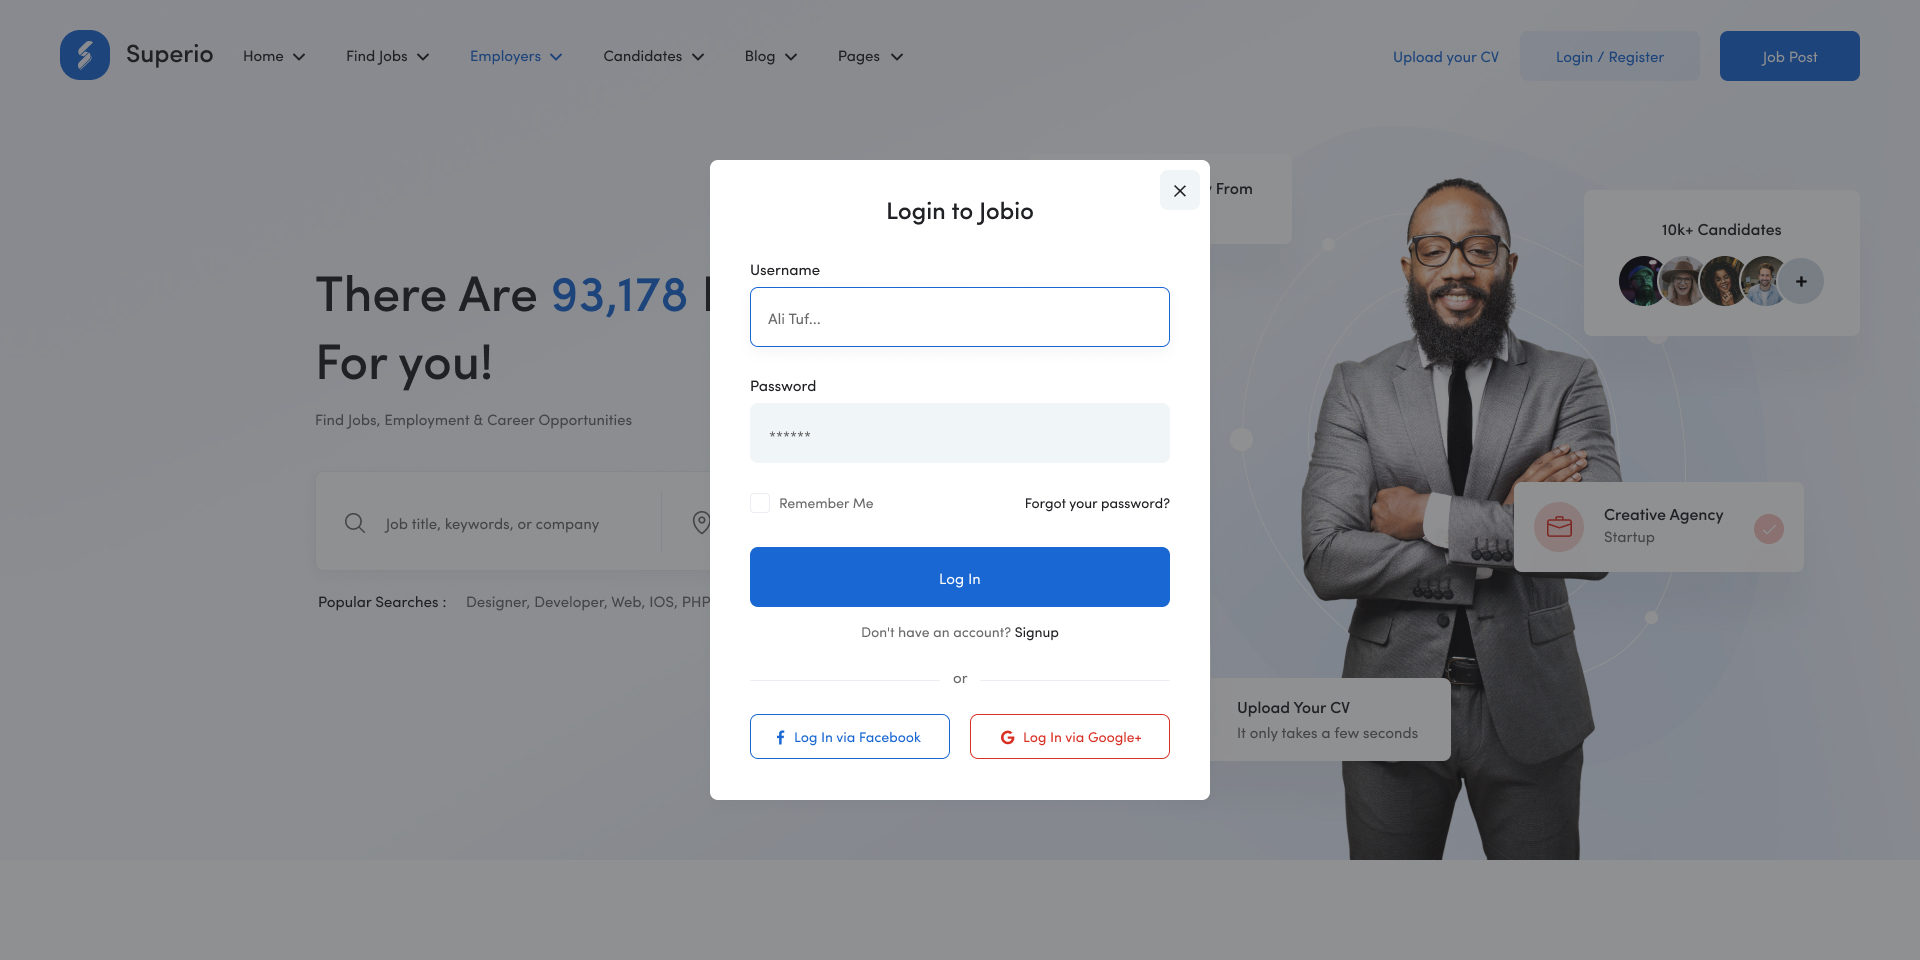 Superio
Home
Find Jobs
Employers
Candidates
Blog
Pages
Upload your CV
Login / Register
Job Post
There Are 93,178
For you!
Find Jobs, Employment & Career Opportunities
Job title, keywords, or company
Popular Searches : Designer, Developer, Web, IOS, PHP
Login to Jobio
Username
Ali Tuf...
Password
******
Remember Me
Forgot your password?
Log In
Don't have an account? Signup
or
Log In via Facebook
Log In via Google+
From
10k+ Candidates
+
Creative Agency
Startup
Upload Your CV
It only takes a few seconds